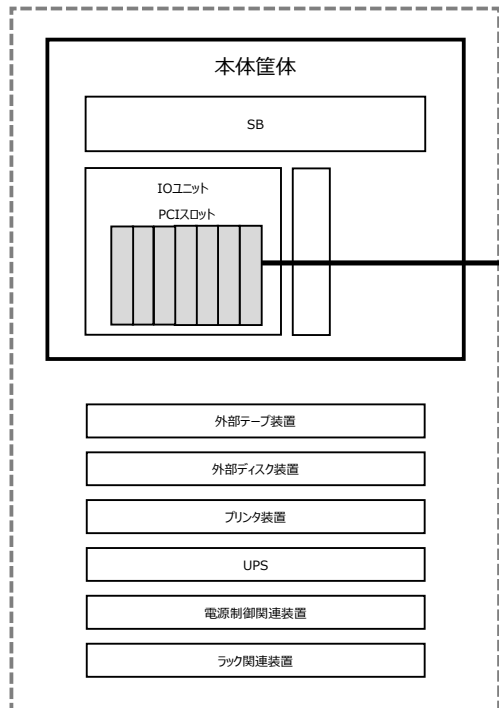 本体筐体
SB
IOユニット
PCIスロット
外部テープ装置
外部ディスク装置
プリンタ装置
UPS
電源制御関連装置
ラック関連装置